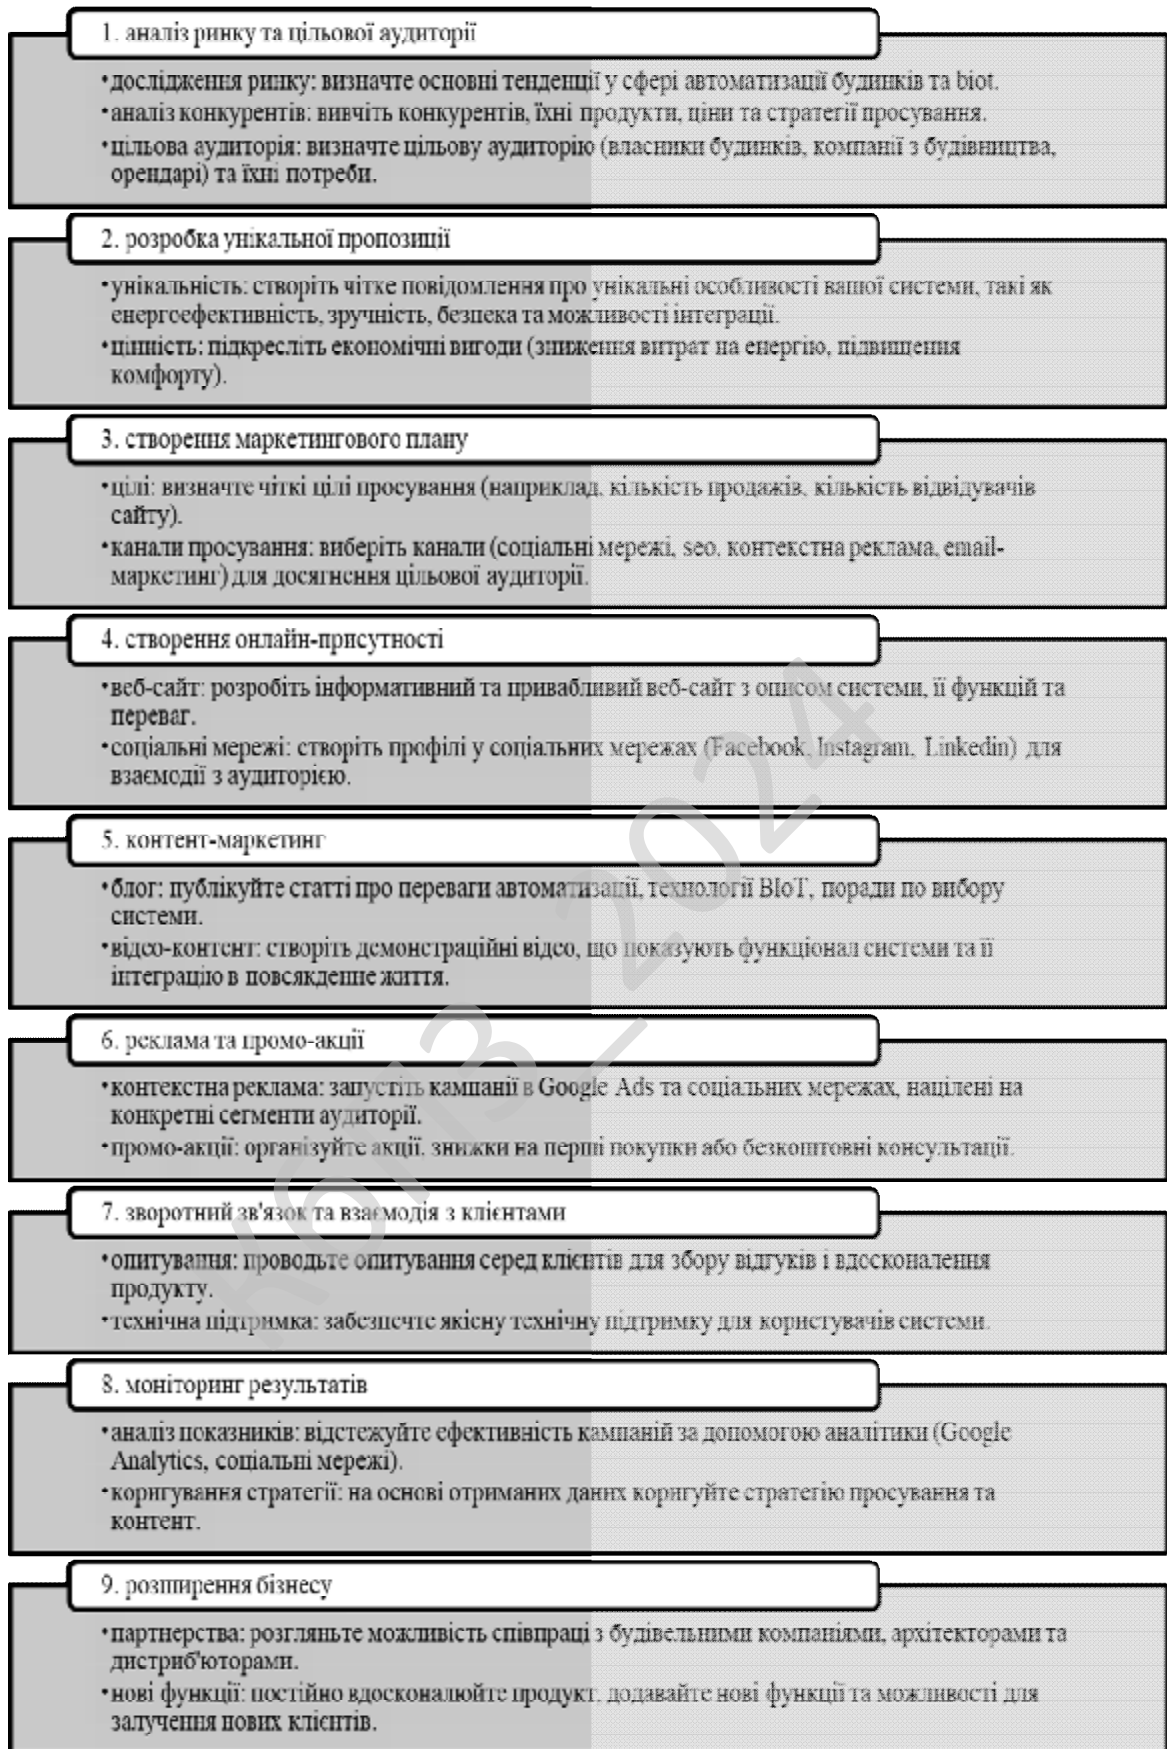 1. аналіз ринку та цільової аудиторії
•дослідження ринку: визначте основні тенденції у сфері автоматизації будинків та biot.
•аналіз конкурентів: вивчіть конкурентів, їхні продукти, ціни та стратегії просування.
•цільова аудиторія: визначте цільову аудиторію (власники будинків, компанії з будівництва,
орендарі) та їхні потреби.
2. розробка унікальної пропозиції
•унікальність: створіть чітке повідомлення про унікальні особливості вашої системи, такі як
енергоефективність, зручність, безпека та можливості інтеграції.
•цінність: підкресліть економічні вигоди (зниження витрат на енергію, підвищення
комфорту).
3. створення маркетингового плану
•цілі: визначте чіткі цілі просування (наприклад, кількість продажів, кількість відвідувачів
сайту).
•канали просування: виберіть канали (соціальні мережі, seo, контекстна реклама, email-
маркетинг) для досягнення цільової аудиторії.
4. створення онлайн-присутності
•веб-сайт: розробіть інформативний та привабливий веб-сайт з описом системи, її функцій та
переваг.
•соціальні мережі: створіть профілі у соціальних мережах (Facebook, Instagram, Linkedin) для
взаємодії з аудиторією.
5. контент-маркетинг
•блог: публікуйте статті про переваги автоматизації, технології BIoT, поради по вибору
системи.
•відео-контент: створіть демонстраційні відео, що показують функціонал системи та її
інтеграцію в повсякденне життя.
6. реклама та промо-акції
•контекстна реклама: запустіть кампанії в Google Ads та соціальних мережах, націлені на
конкретні сегменти аудиторії.
•промо-акції: організуйте акції, знижки на перші покупки або безкоштовні консультації.
7. зворотний зв'язок та взаємодія з клієнтами
•опитування: проводьте опитування серед клієнтів для збору відгуків і вдосконалення
продукту.
•технічна підтримка: забезпечте якісну технічну підтримку для користувачів системи.
8. моніторинг результатів
•аналіз показників: відстежуйте ефективність кампаній за допомогою аналітики (Google
Analytics, соціальні мережі).
•коригування стратегії: на основі отриманих даних коригуйте стратегію просування та
контент.
9. розширення бізнесу
•партнерства: розгляньте можливість співпраці з будівельними компаніями, архітекторами та
дистриб'юторами.
•нові функції: постійно вдосконалюйте продукт, додавайте нові функції та можливості для
залучення нових клієнтів.